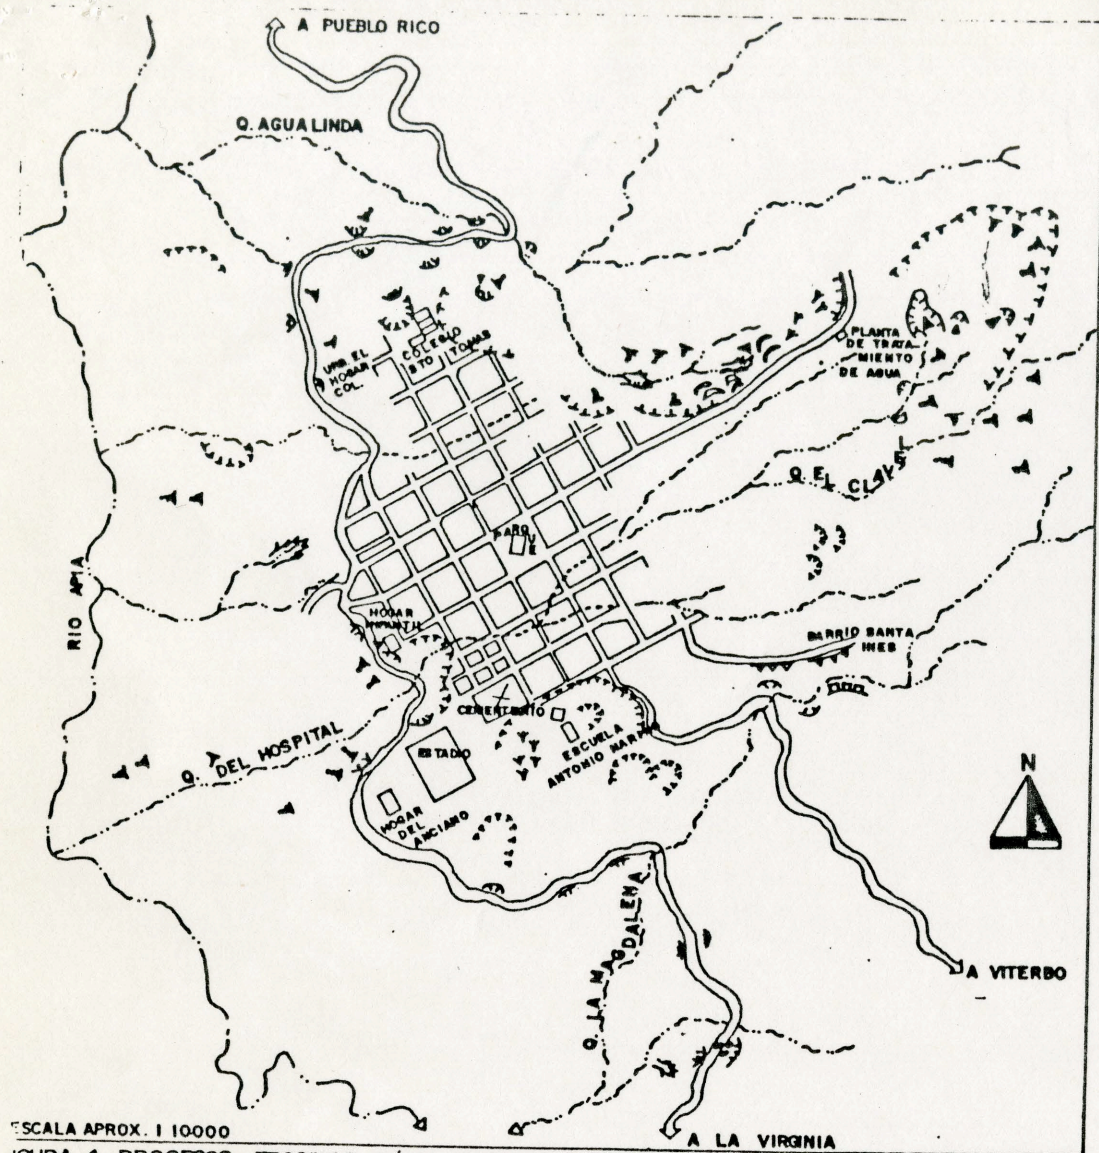 A PUEBLO RICO
Q. AGUALINDA
PLANTA
DE TRATA
MIENTO
DE AGUA
URB. EL
HOGAR
COL.
COLEGIO
STO TOMAS
Q EL CLAVEL
PARQUE
RIO APIA
HOGAR
INFANTIL
BARRIO SANTA
INES
CEMENTERIO
ESCUELA
ANTONIO MARIA
Q. DEL HOSPITAL
ESTADIO
HOGAR
DEL
ANCIANO
N
Q. LA MAGDALENA
A VITERBO
ESCALA APROX. 1 10000
A LA VIRGINIA